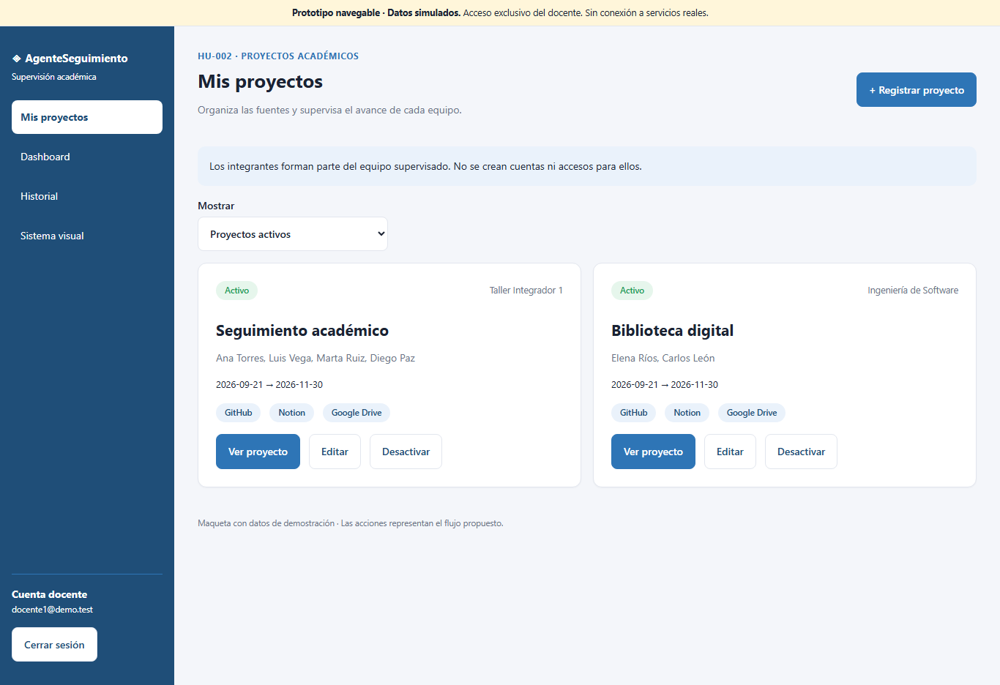 Prototipo navegable · Datos simulados. Acceso exclusivo del docente. Sin conexión a servicios reales.
◈ AgenteSeguimiento
Supervisión académica
Mis proyectos
Dashboard
Historial
Sistema visual
Cuenta docente
docente1@demo.test
Cerrar sesión
HU-002 · PROYECTOS ACADÉMICOS
Mis proyectos
Organiza las fuentes y supervisa el avance de cada equipo.
+ Registrar proyecto
Los integrantes forman parte del equipo supervisado. No se crean cuentas ni accesos para ellos.
Mostrar
Proyectos activos
Activo
Taller Integrador 1
Seguimiento académico
Ana Torres, Luis Vega, Marta Ruiz, Diego Paz
2026-09-21 → 2026-11-30
GitHub Notion Google Drive
Ver proyecto Editar Desactivar
Activo
Ingeniería de Software
Biblioteca digital
Elena Ríos, Carlos León
2026-09-21 → 2026-11-30
GitHub Notion Google Drive
Ver proyecto Editar Desactivar
Maqueta con datos de demostración · Las acciones representan el flujo propuesto.